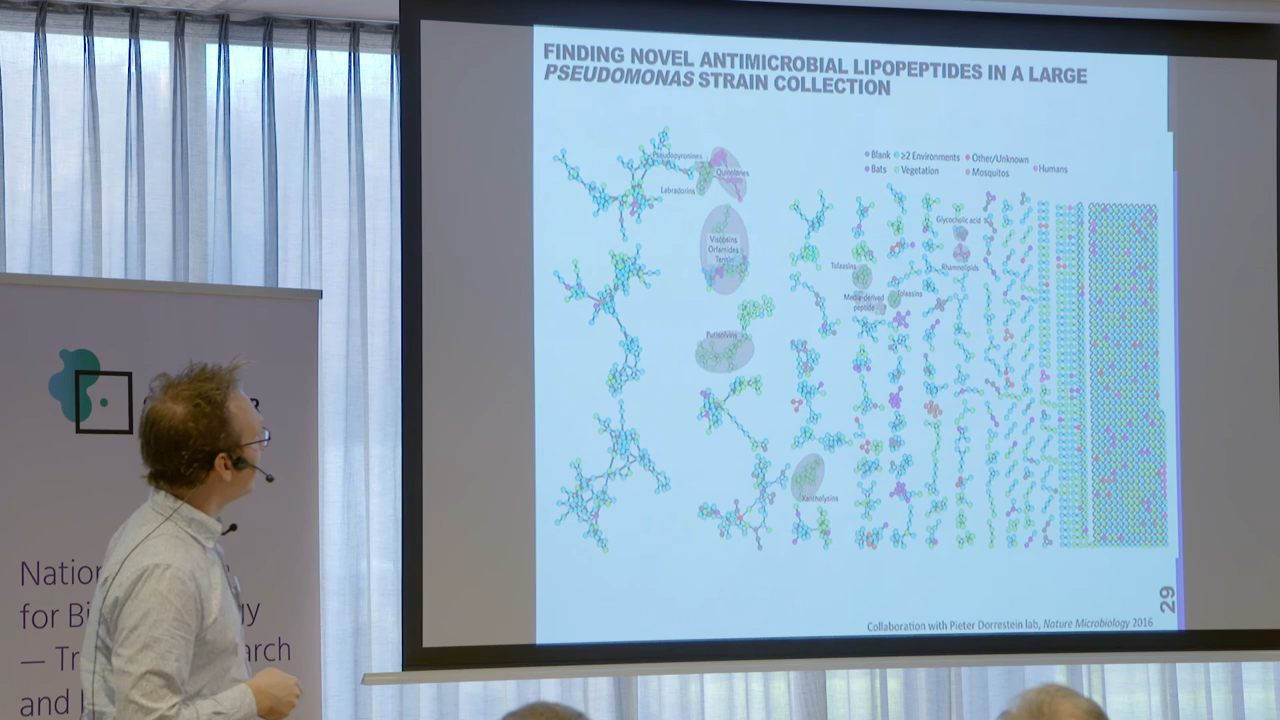 FINDING NOVEL ANTIMICROBIAL LIPOPEPTIDES IN A LARGE
PSEUDOMONAS STRAIN COLLECTION
Blank ≥2 Environments Other/Unknown
Bats Vegetation Mosquitos Humans
Pseudopyronines
Quinolones
Labradorins
Viscosins
Orfamides
Tensin
Putisolvins
Xantholysins
Glycocholic acid
Tolaasins
Rhamnolipids
Media-derived
peptide
Tolaasins
29
Collaboration with Pieter Dorrestein lab, Nature Microbiology 2016
Nation
for Bi gy
— Tr arch
and